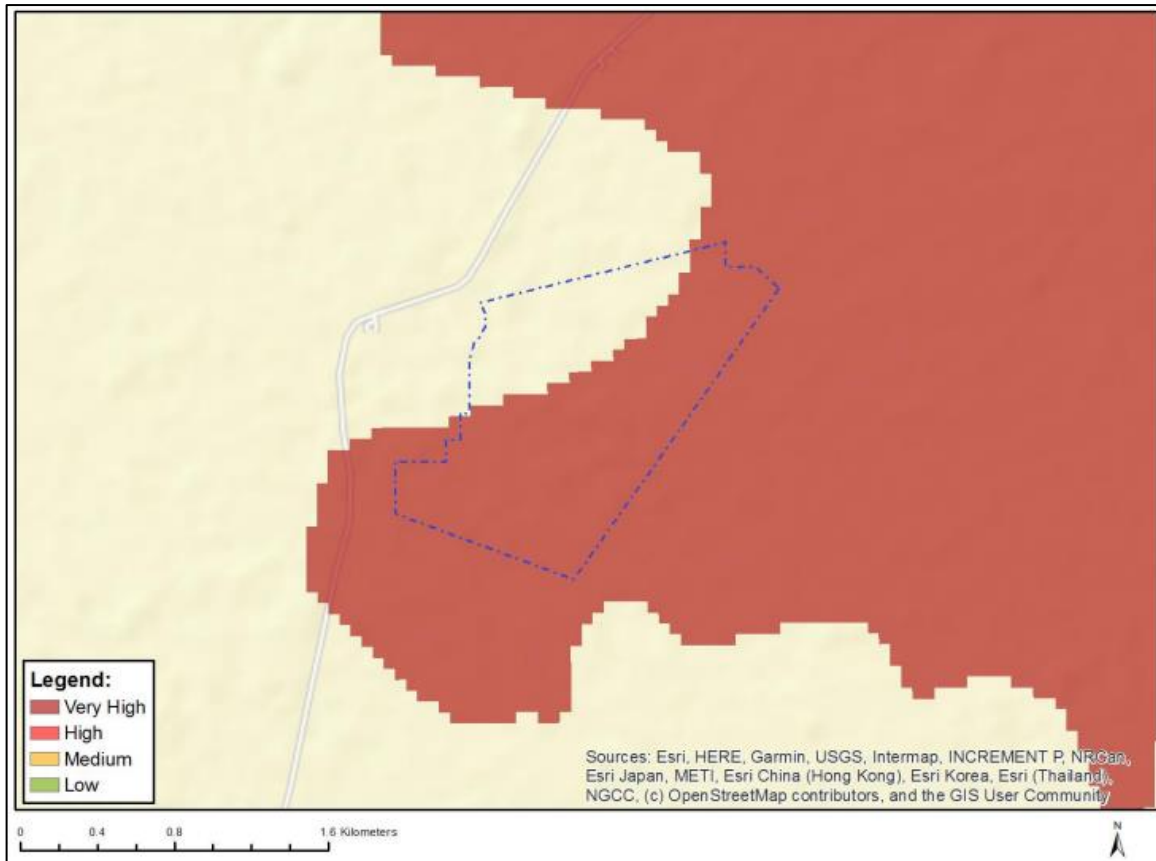 Legend:
Very High
High
Medium
Low
Sources: Esri, HERE, Garmin, USGS, Intermap, INCREMENT P, NRCan,
Esri Japan, METI, Esri China (Hong Kong), Esri Korea, Esri (Thailand),
NGCC, (c) OpenStreetMap contributors, and the GIS User Community
0 0.4 0.8 1.6 Kilometers
N